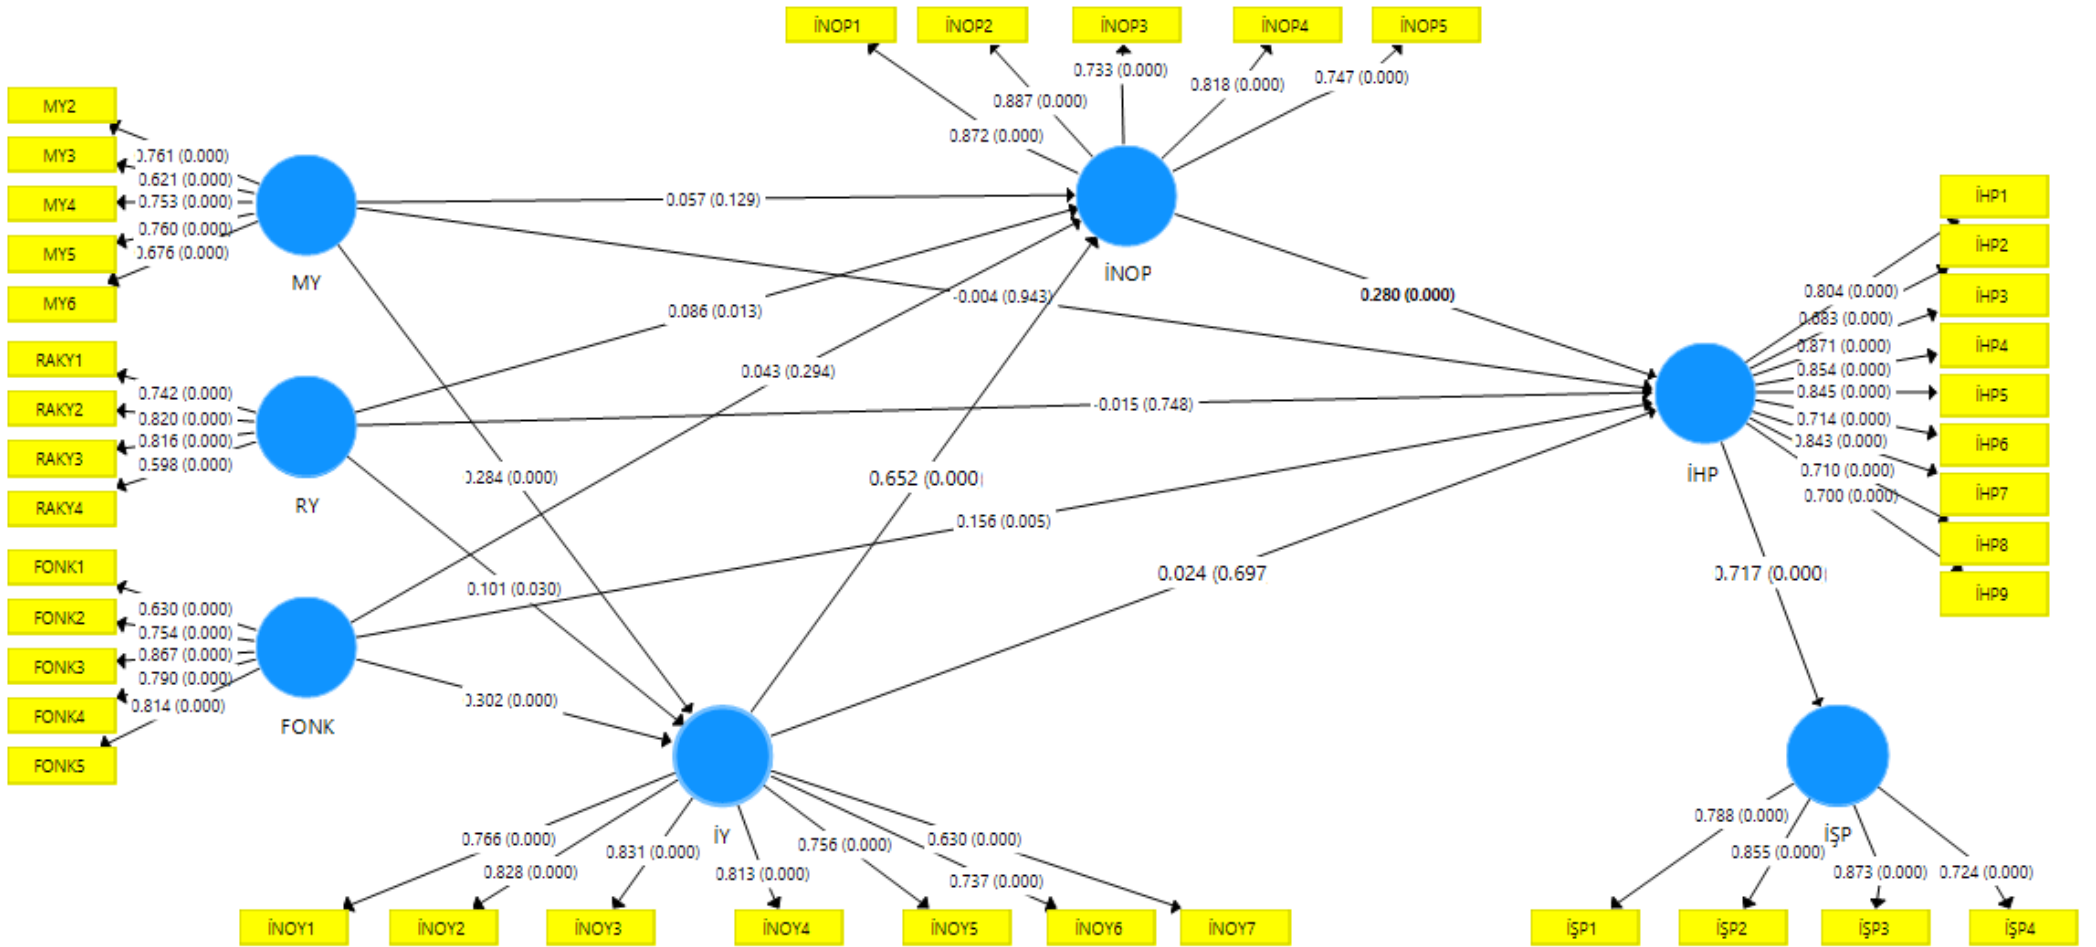 İNOP1
İNOP2
İNOP3
İNOP4
İNOP5
0.872 (0.000)
0.887 (0.000)
0.733 (0.000)
0.818 (0.000)
0.747 (0.000)
MY2
MY3
MY4
MY5
MY6
0.761 (0.000)
0.621 (0.000)
0.753 (0.000)
0.760 (0.000)
0.676 (0.000)
MY
İNOP
0.057 (0.129)
-0.004 (0.943)
0.280 (0.000)
0.086 (0.013)
0.043 (0.294)
-0.015 (0.748)
RAKY1
RAKY2
RAKY3
RAKY4
0.742 (0.000)
0.820 (0.000)
0.816 (0.000)
0.598 (0.000)
RY
0.284 (0.000)
0.652 (0.000)
0.156 (0.005)
0.101 (0.030)
0.024 (0.697
0.717 (0.000)
İHP1
İHP2
İHP3
İHP4
İHP5
İHP6
İHP7
İHP8
İHP9
0.804 (0.000)
0.683 (0.000)
0.871 (0.000)
0.854 (0.000)
0.845 (0.000)
0.714 (0.000)
0.843 (0.000)
0.710 (0.000)
0.700 (0.000)
İHP
FONK1
FONK2
FONK3
FONK4
FONK5
0.630 (0.000)
0.754 (0.000)
0.867 (0.000)
0.790 (0.000)
0.814 (0.000)
FONK
0.302 (0.000)
İY
0.766 (0.000)
0.828 (0.000)
0.831 (0.000)
0.813 (0.000)
0.756 (0.000)
0.737 (0.000)
0.630 (0.000)
İNOY1
İNOY2
İNOY3
İNOY4
İNOY5
İNOY6
İNOY7
İŞP
0.788 (0.000)
0.855 (0.000)
0.873 (0.000)
0.724 (0.000)
İŞP1
İŞP2
İŞP3
İŞP4